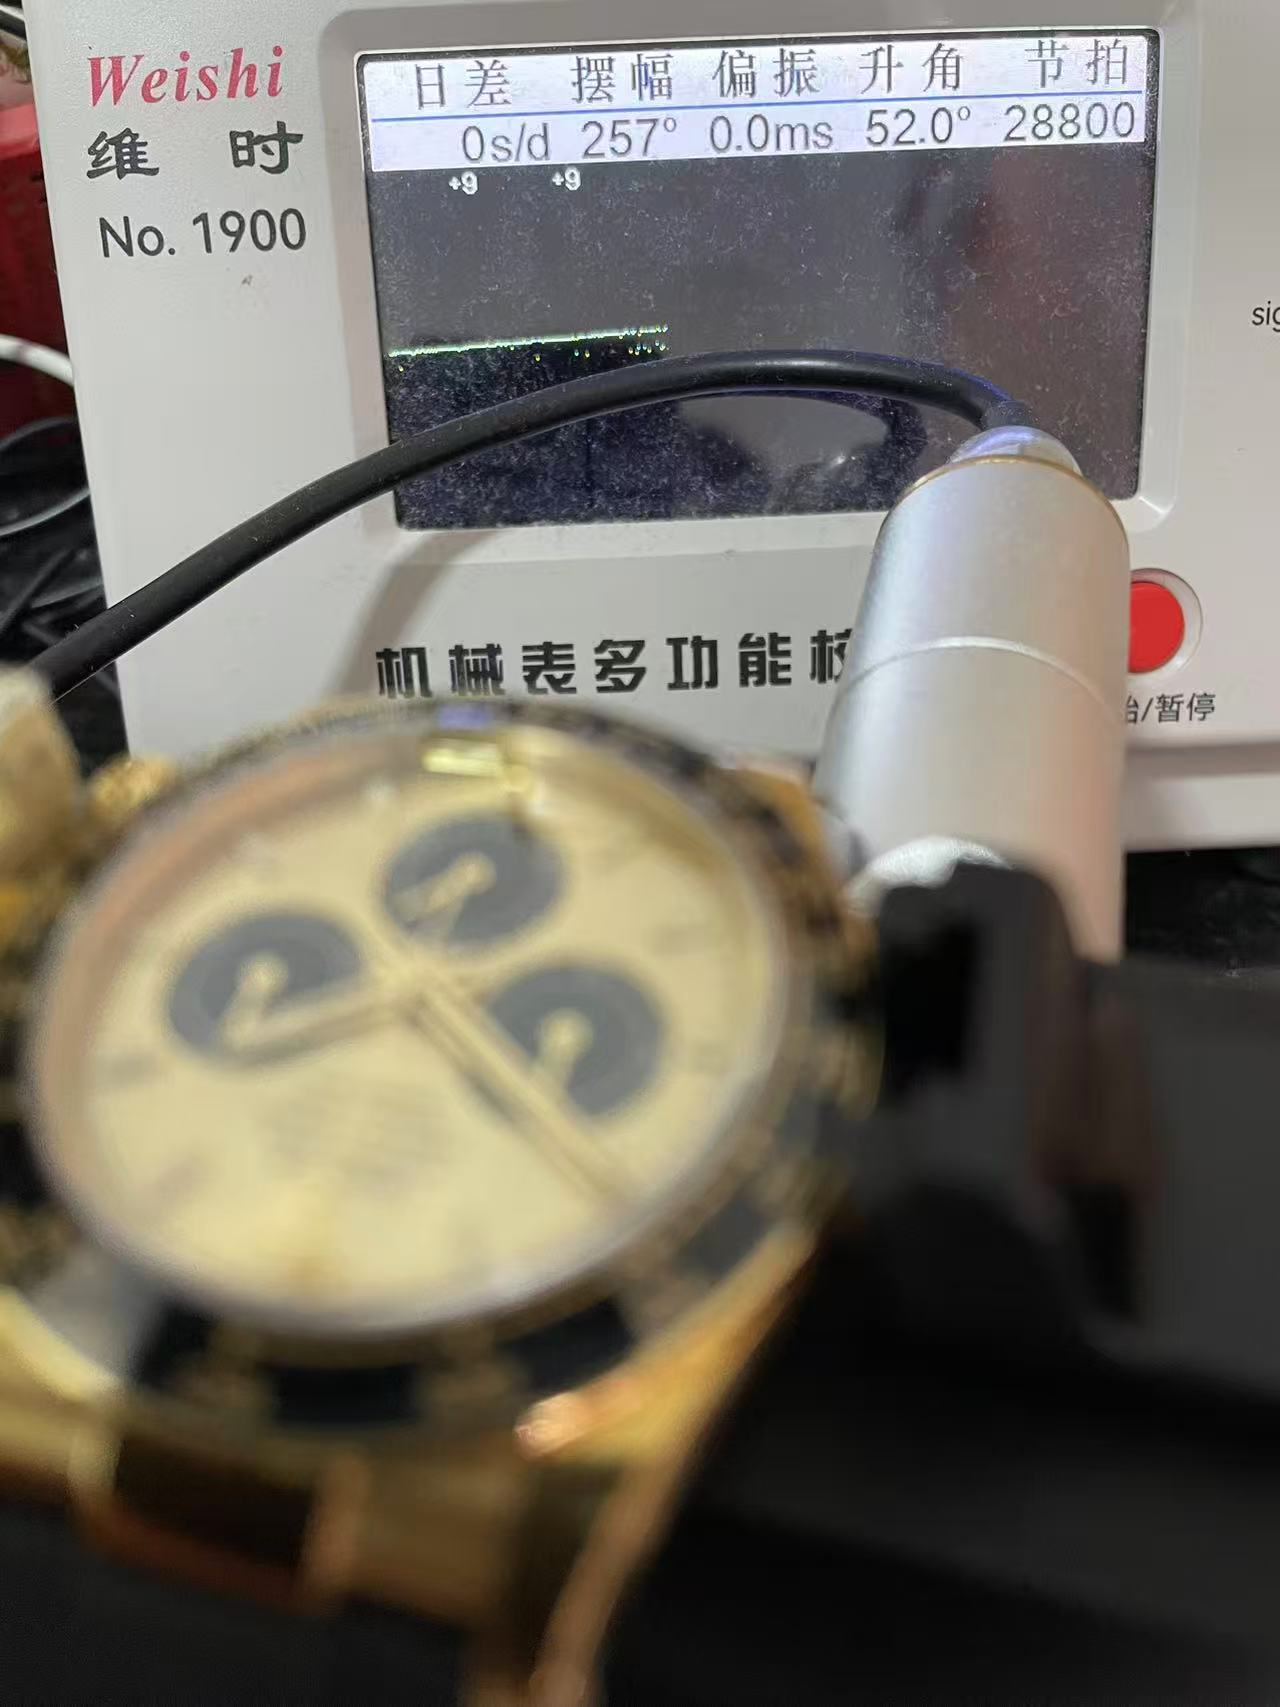 Weishi
维 时
No. 1900
日差 摆幅 偏振 升角 节拍
0s/d 257° 0.0ms 52.0° 28800
+9 +9
sig
机械表多功能校
始/暂停